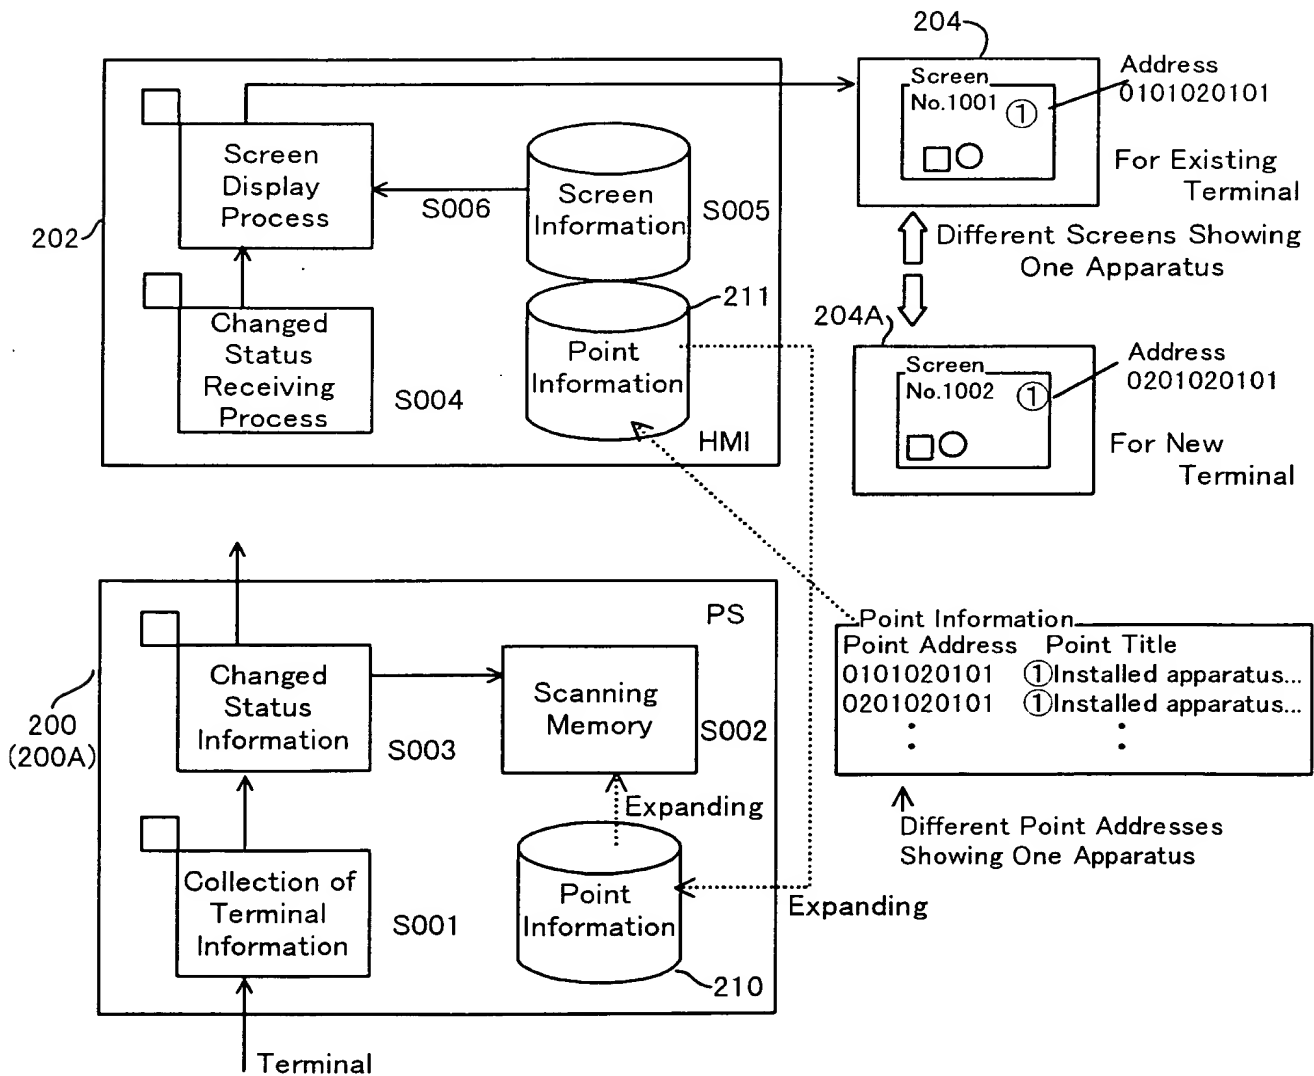 204
Screen
No.1001
①
Address
0101020101
For Existing
Terminal
Screen
Display
Process
S006
Screen
Information
S005
202
Different Screens Showing
One Apparatus
Changed
Status
Receiving
Process
S004
211
Point
Information
HMI
204A
Screen
No.1002
①
Address
0201020101
For New
Terminal
PS
200
(200A)
Changed
Status
Information
S003
Scanning
Memory
S002
Expanding
Point Information
Point Address Point Title
0101020101 ①Installed apparatus...
0201020101 ①Installed apparatus...
Different Point Addresses
Showing One Apparatus
Collection of
Terminal
Information
S001
Point
Information
Expanding
210
Terminal